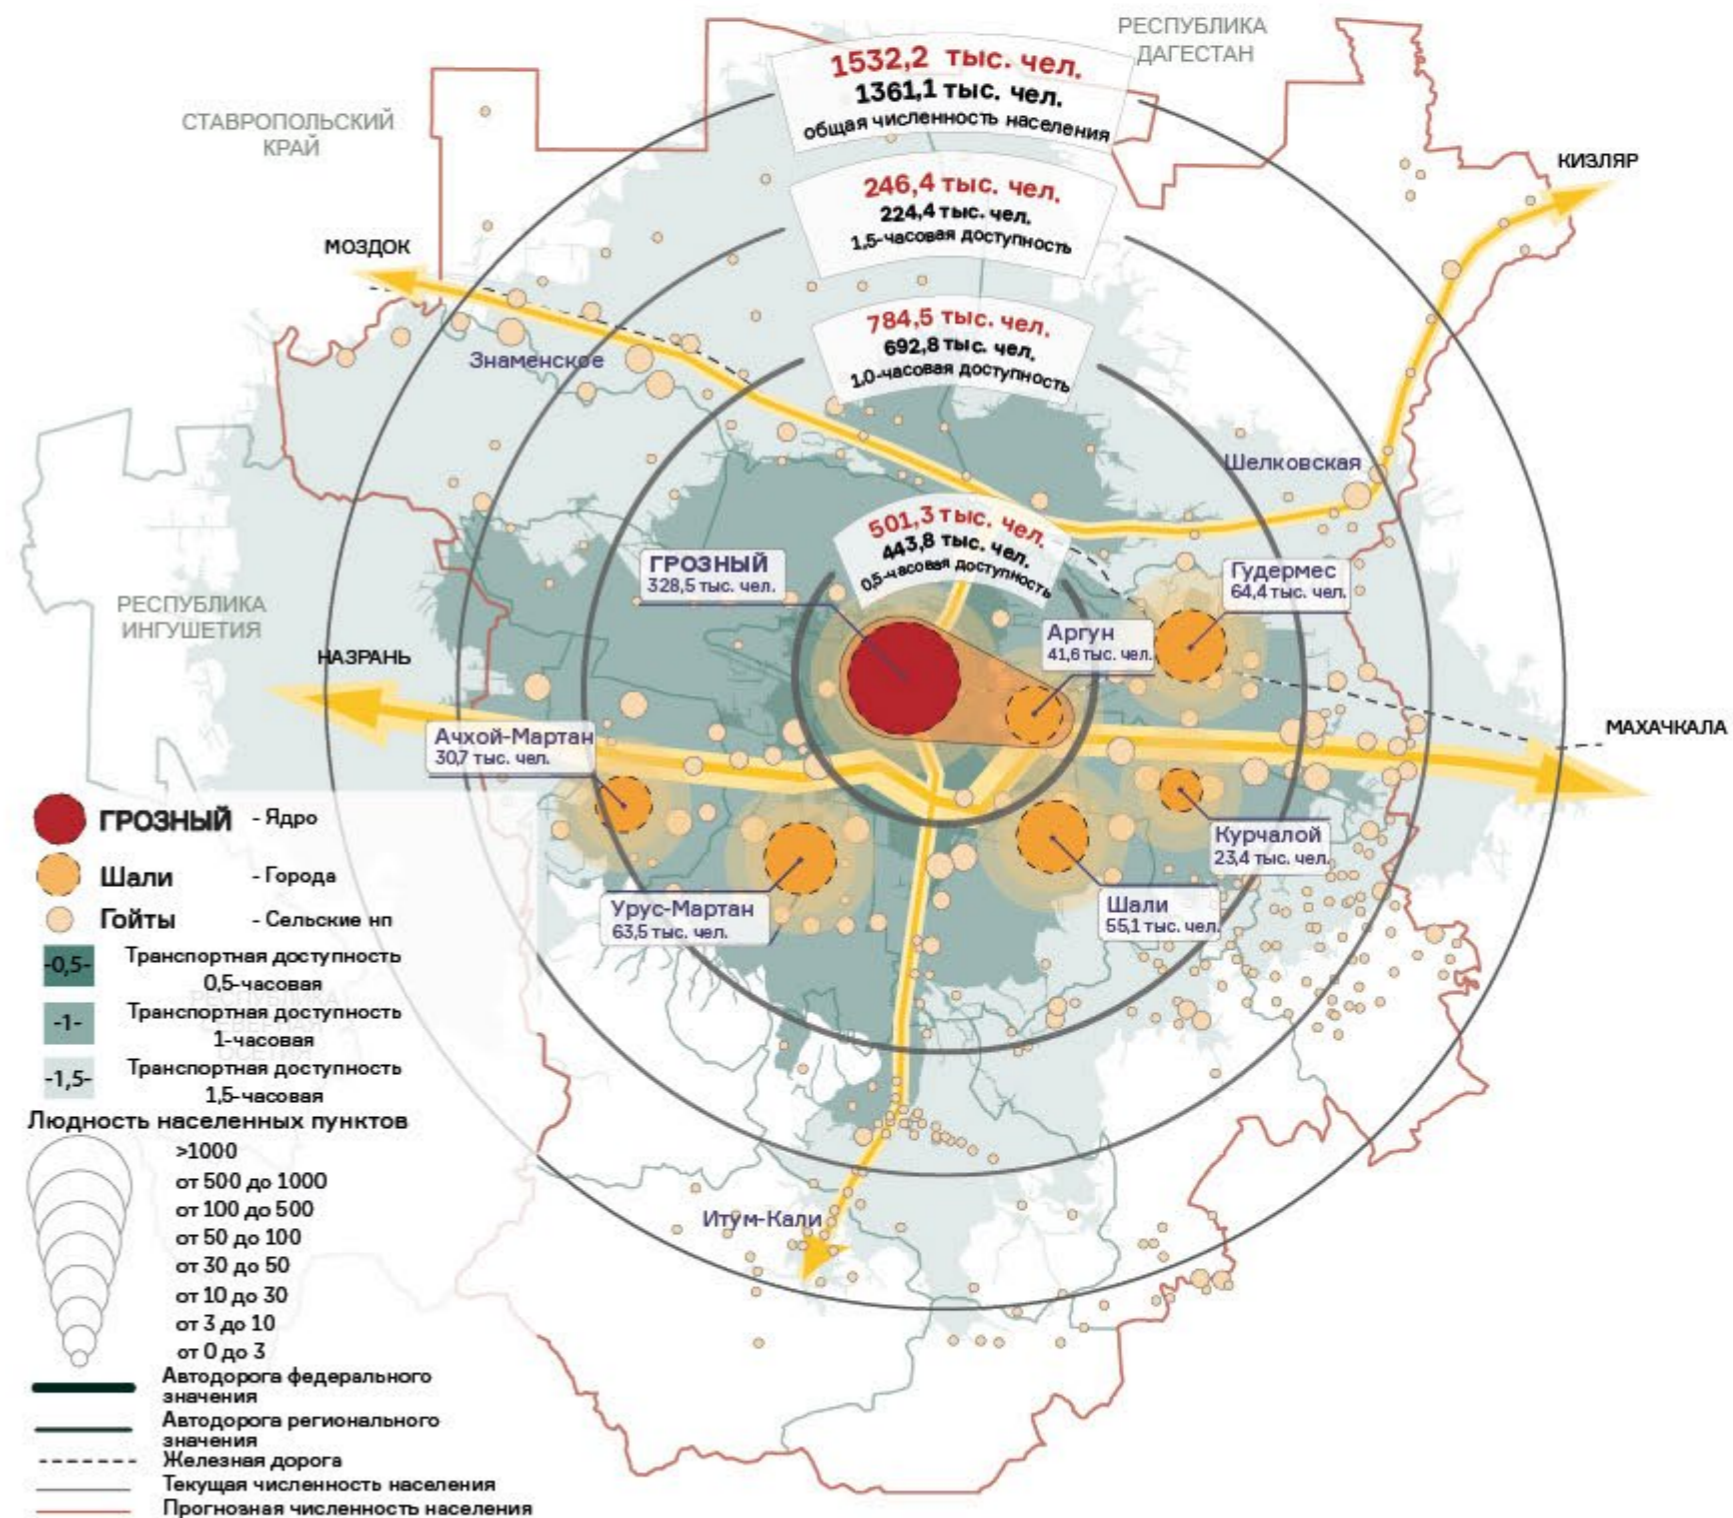 РЕСПУБЛИКА
ДАГЕСТАН
1532,2 тыс. чел.
1361,1 тыс. чел.
общая численность населения
СТАВРОПОЛЬСКИЙ
КРАЙ
КИЗЛЯР
246,4 тыс. чел.
224,4 тыс. чел.
1,5-часовая доступность
МОЗДОК
784,5 тыс. чел.
692,8 тыс. чел.
1,0-часовая доступность
Знаменское
Шелковская
501,3 тыс. чел.
443,8 тыс. чел.
0,5-часовая доступность
ГРОЗНЫЙ
328,5 тыс. чел.
Гудермес
64,4 тыс. чел.
РЕСПУБЛИКА
ИНГУШЕТИЯ
Аргун
41,6 тыс. чел.
НАЗРАНЬ
МАХАЧКАЛА
Ачхой-Мартан
30,7 тыс. чел.
Курчалой
23,4 тыс. чел.
Урус-Мартан
63,5 тыс. чел.
Шали
55,1 тыс. чел.
Итум-Кали
ГРОЗНЫЙ - Ядро
Шали - Города
Гойты - Сельские нп
-0,5- Транспортная доступность
0,5-часовая
РЕСПУБЛИКА
СЕВЕРНАЯ
ОСЕТИЯ
-1- Транспортная доступность
1-часовая
-1,5- Транспортная доступность
1,5-часовая
Людность населенных пунктов
>1000
от 500 до 1000
от 100 до 500
от 50 до 100
от 30 до 50
от 10 до 30
от 3 до 10
от 0 до 3
Автодорога федерального
значения
Автодорога регионального
значения
Железная дорога
Текущая численность населения
Прогнозная численность населения